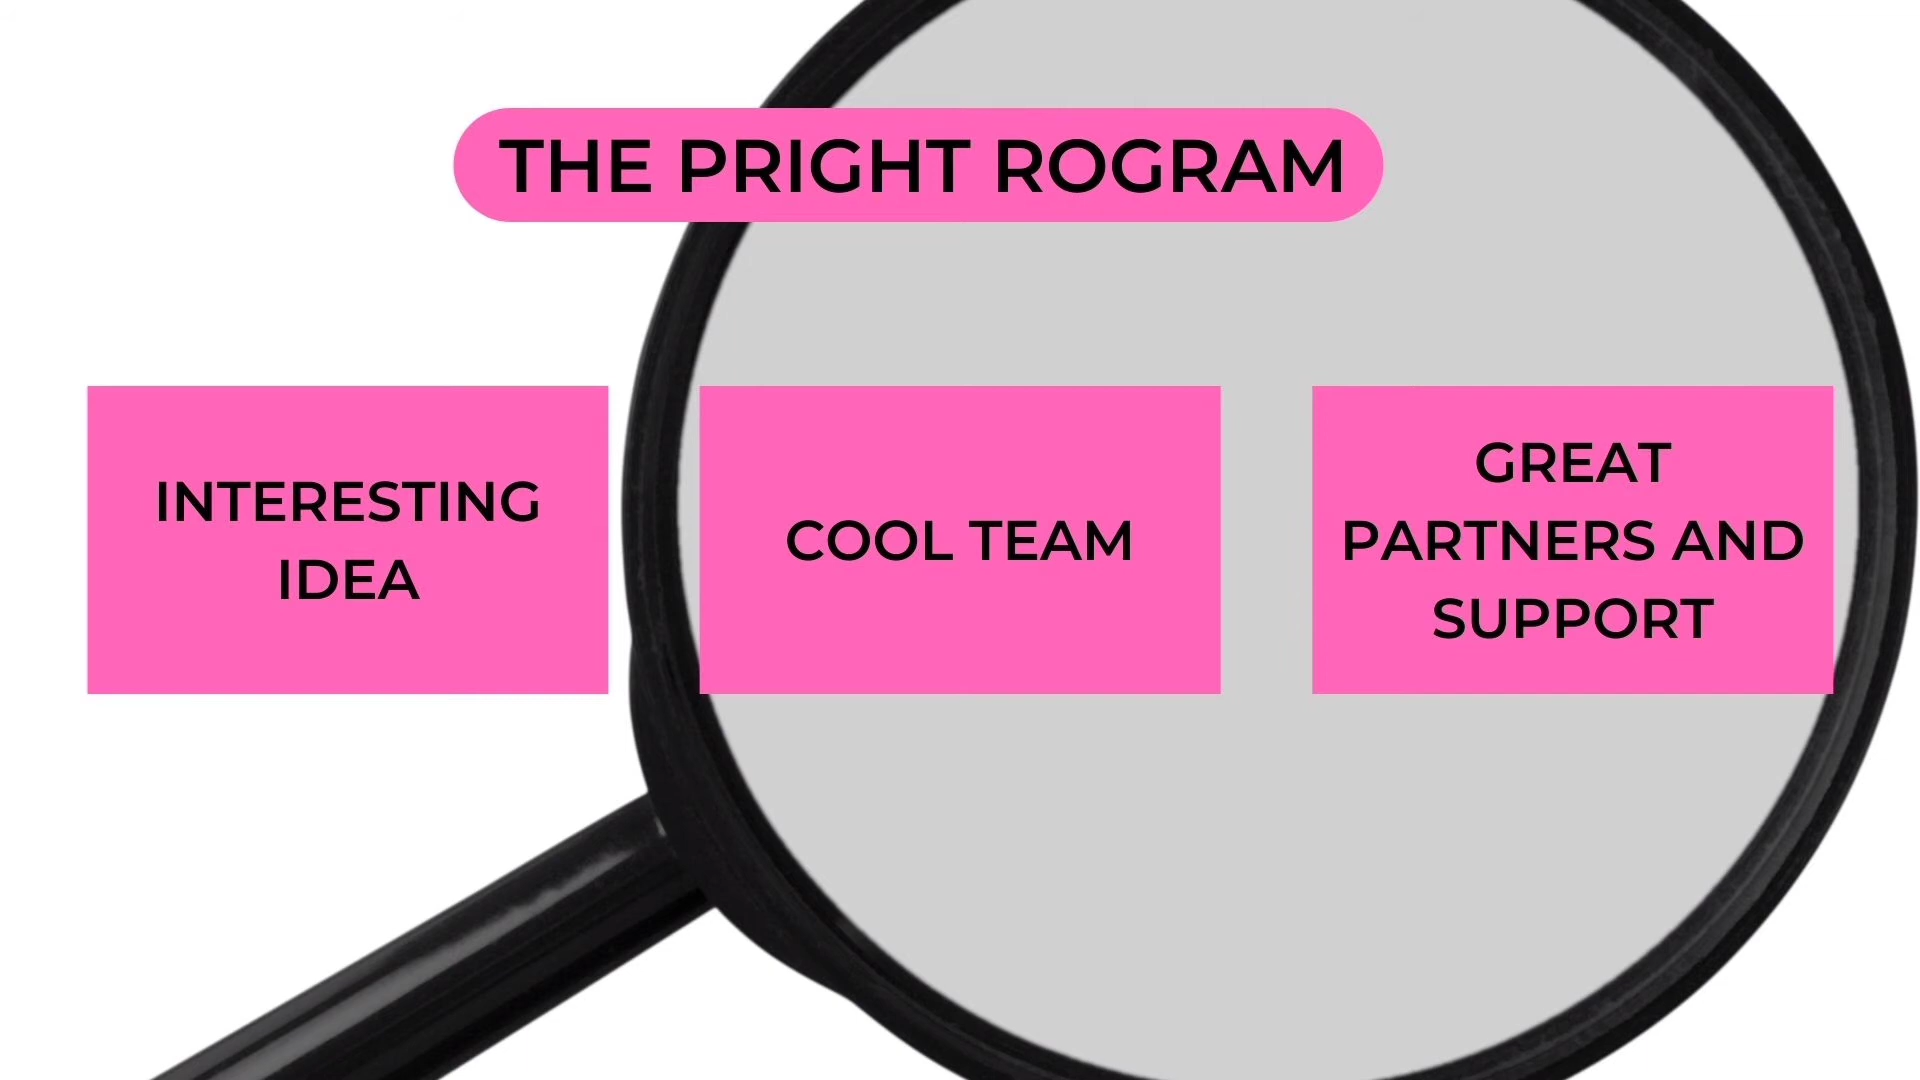 THE PRIGHT ROGRAM
INTERESTING
IDEA
COOL TEAM
GREAT
PARTNERS AND
SUPPORT